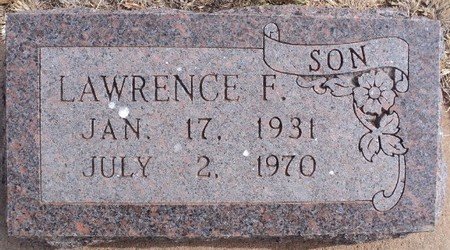 SON
LAWRENCE F.
JAN. 17, 1931
JULY 2, 1970